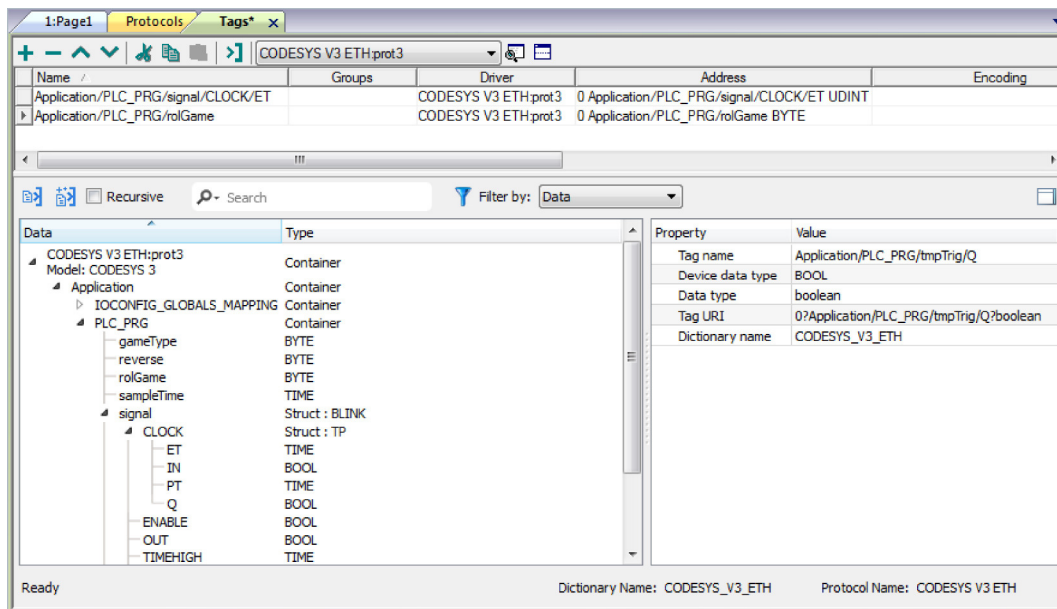 1:Page1 Protocols Tags* x
CODESYS V3 ETH:prot3
Name / Groups Driver Address Encoding
Application/PLC_PRG/signal/CLOCK/ET CODESYS V3 ETH:prot3 0 Application/PLC_PRG/signal/CLOCK/ET UDINT
Application/PLC_PRG/rolGame CODESYS V3 ETH:prot3 0 Application/PLC_PRG/rolGame BYTE
Recursive Search Filter by: Data
Data Type Property Value
CODESYS V3 ETH:prot3
Model: CODESYS 3 Container Tag name Application/PLC_PRG/tmpTrig/Q
Application Container Device data type BOOL
IOCONFIG_GLOBALS_MAPPING Container Data type boolean
PLC_PRG Container Tag URI 0?Application/PLC_PRG/tmpTrig/Q?boolean
gameType BYTE Dictionary name CODESYS_V3_ETH
reverse BYTE
rolGame BYTE
sampleTime TIME
signal Struct : BLINK
CLOCK Struct : TP
ET TIME
IN BOOL
PT TIME
Q BOOL
ENABLE BOOL
OUT BOOL
TIMEHIGH TIME
Ready Dictionary Name: CODESYS_V3_ETH Protocol Name: CODESYS V3 ETH